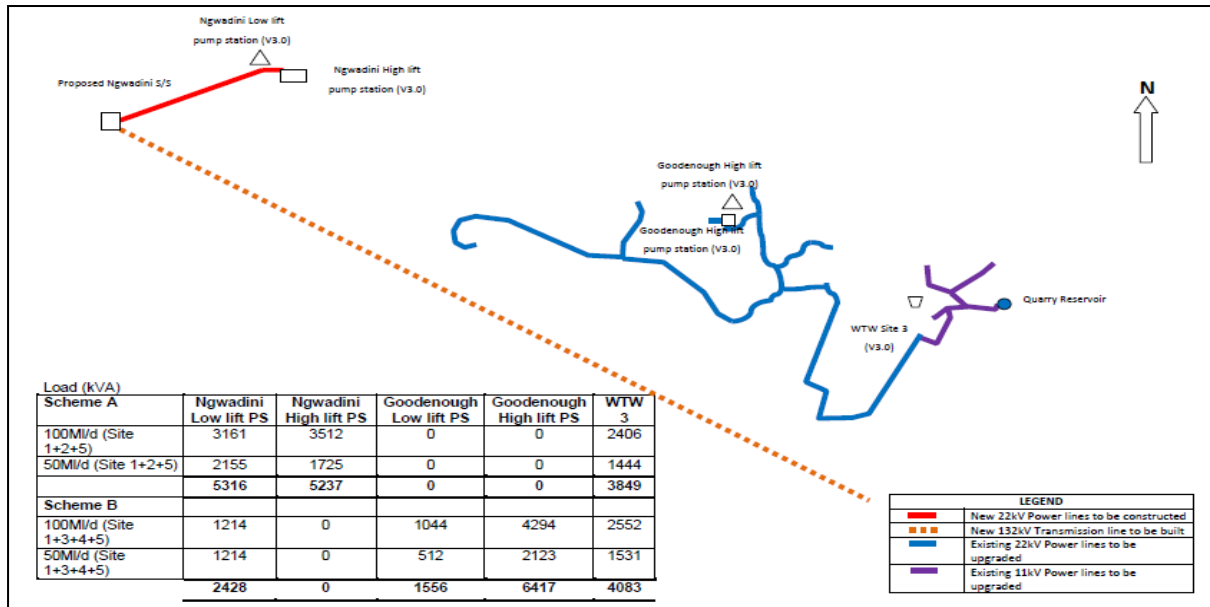 Ngwadini Low lift
pump station (V3.0)
Ngwadini High lift
pump station (V3.0)
Proposed Ngwadini S/S
N
Goodenough High lift
pump station (V3.0)
Goodenough High lift
pump station (V3.0)
Quarry Reservoir
WTW Site 3
(V3.0)
Load (kVA)
Scheme A Ngwadini Low lift PS Ngwadini High lift PS Goodenough Low lift PS Goodenough High lift PS WTW 3
100Ml/d (Site 1+2+5) 3161 3512 0 0 2406
50Ml/d (Site 1+2+5) 2155 1725 0 0 1444
5316 5237 0 0 3849
Scheme B
100Ml/d (Site 1+3+4+5) 1214 0 1044 4294 2552
50Ml/d (Site 1+3+4+5) 1214 0 512 2123 1531
2428 0 1556 6417 4083
LEGEND
New 22kV Power lines to be constructed
New 132kV Transmission line to be built
Existing 22kV Power lines to be upgraded
Existing 11kV Power lines to be upgraded